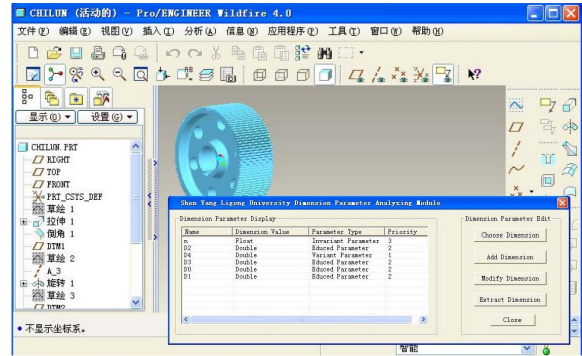 CHILUN (活动的) - Pro/ENGINEER Wildfire 4.0
文件(F) 编辑(E) 视图(V) 插入(I) 分析(A) 信息(N) 应用程序(P) 工具(T) 窗口(W) 帮助(H)
显示(O) 设置(G)
CHILUN.PRT
RIGHT
TOP
FRONT
PRT_CSYS_DEF
草绘 1
拉伸 1
倒角 1
DTM1
草绘 2
A_3
旋转 1
草绘 3
DTM2
不显示坐标系。
智能
Shen Yang Ligong University Dimension Parameter Analyzing Module
Dimension Parameter Display
Name Dimension Value Parameter Type Priority
n Float Invariant Parameter 3
D2 Double Educed Parameter 2
D4 Double Variant Parameter 1
D3 Double Educed Parameter 2
D0 Double Educed Parameter 2
D1 Double Educed Parameter 2
Dimension Parameter Edit
Choose Dimension
Add Dimension
Modify Dimension
Extract Dimension
Close